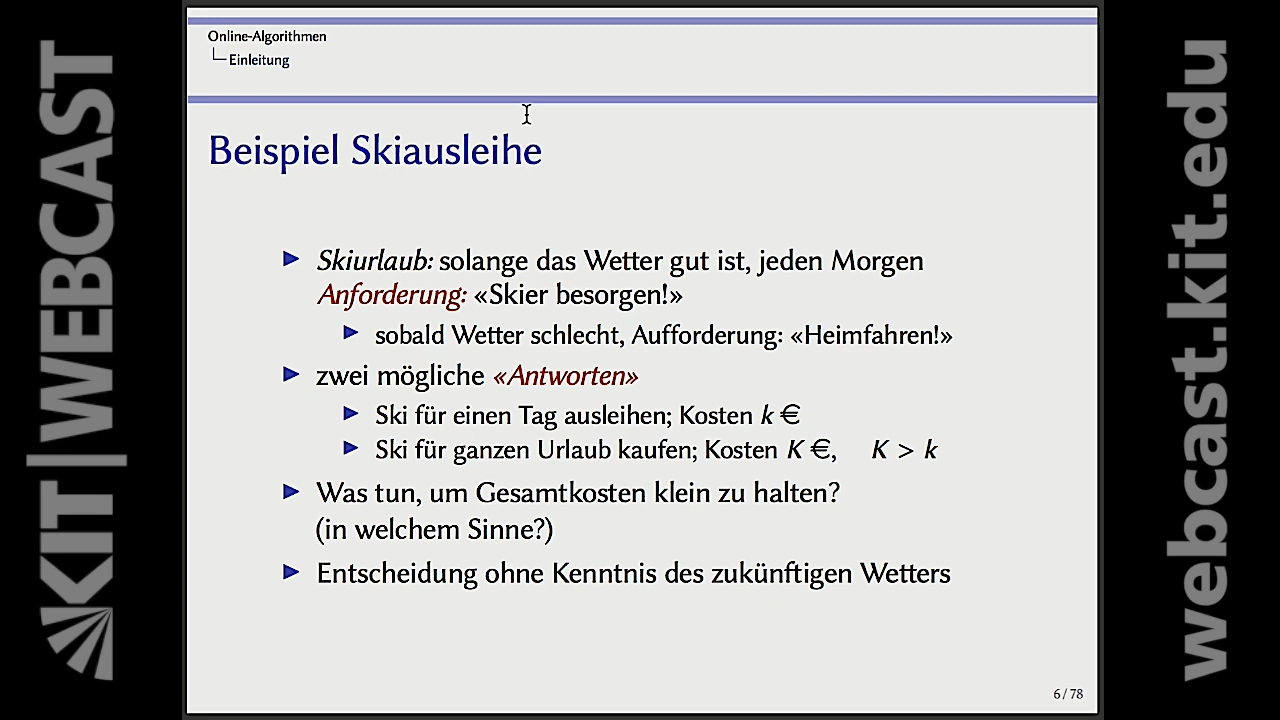 KIT WEBCAST
Online-Algorithmen
Einleitung
Beispiel Skiausleihe
Skiurlaub: solange das Wetter gut ist, jeden Morgen
Anforderung: «Skier besorgen!»
sobald Wetter schlecht, Aufforderung: «Heimfahren!»
zwei mögliche «Antworten»
Ski für einen Tag ausleihen; Kosten k €
Ski für ganzen Urlaub kaufen; Kosten K €, K > k
Was tun, um Gesamtkosten klein zu halten?
(in welchem Sinne?)
Entscheidung ohne Kenntnis des zukünftigen Wetters
6 / 78
webcast.kit.edu